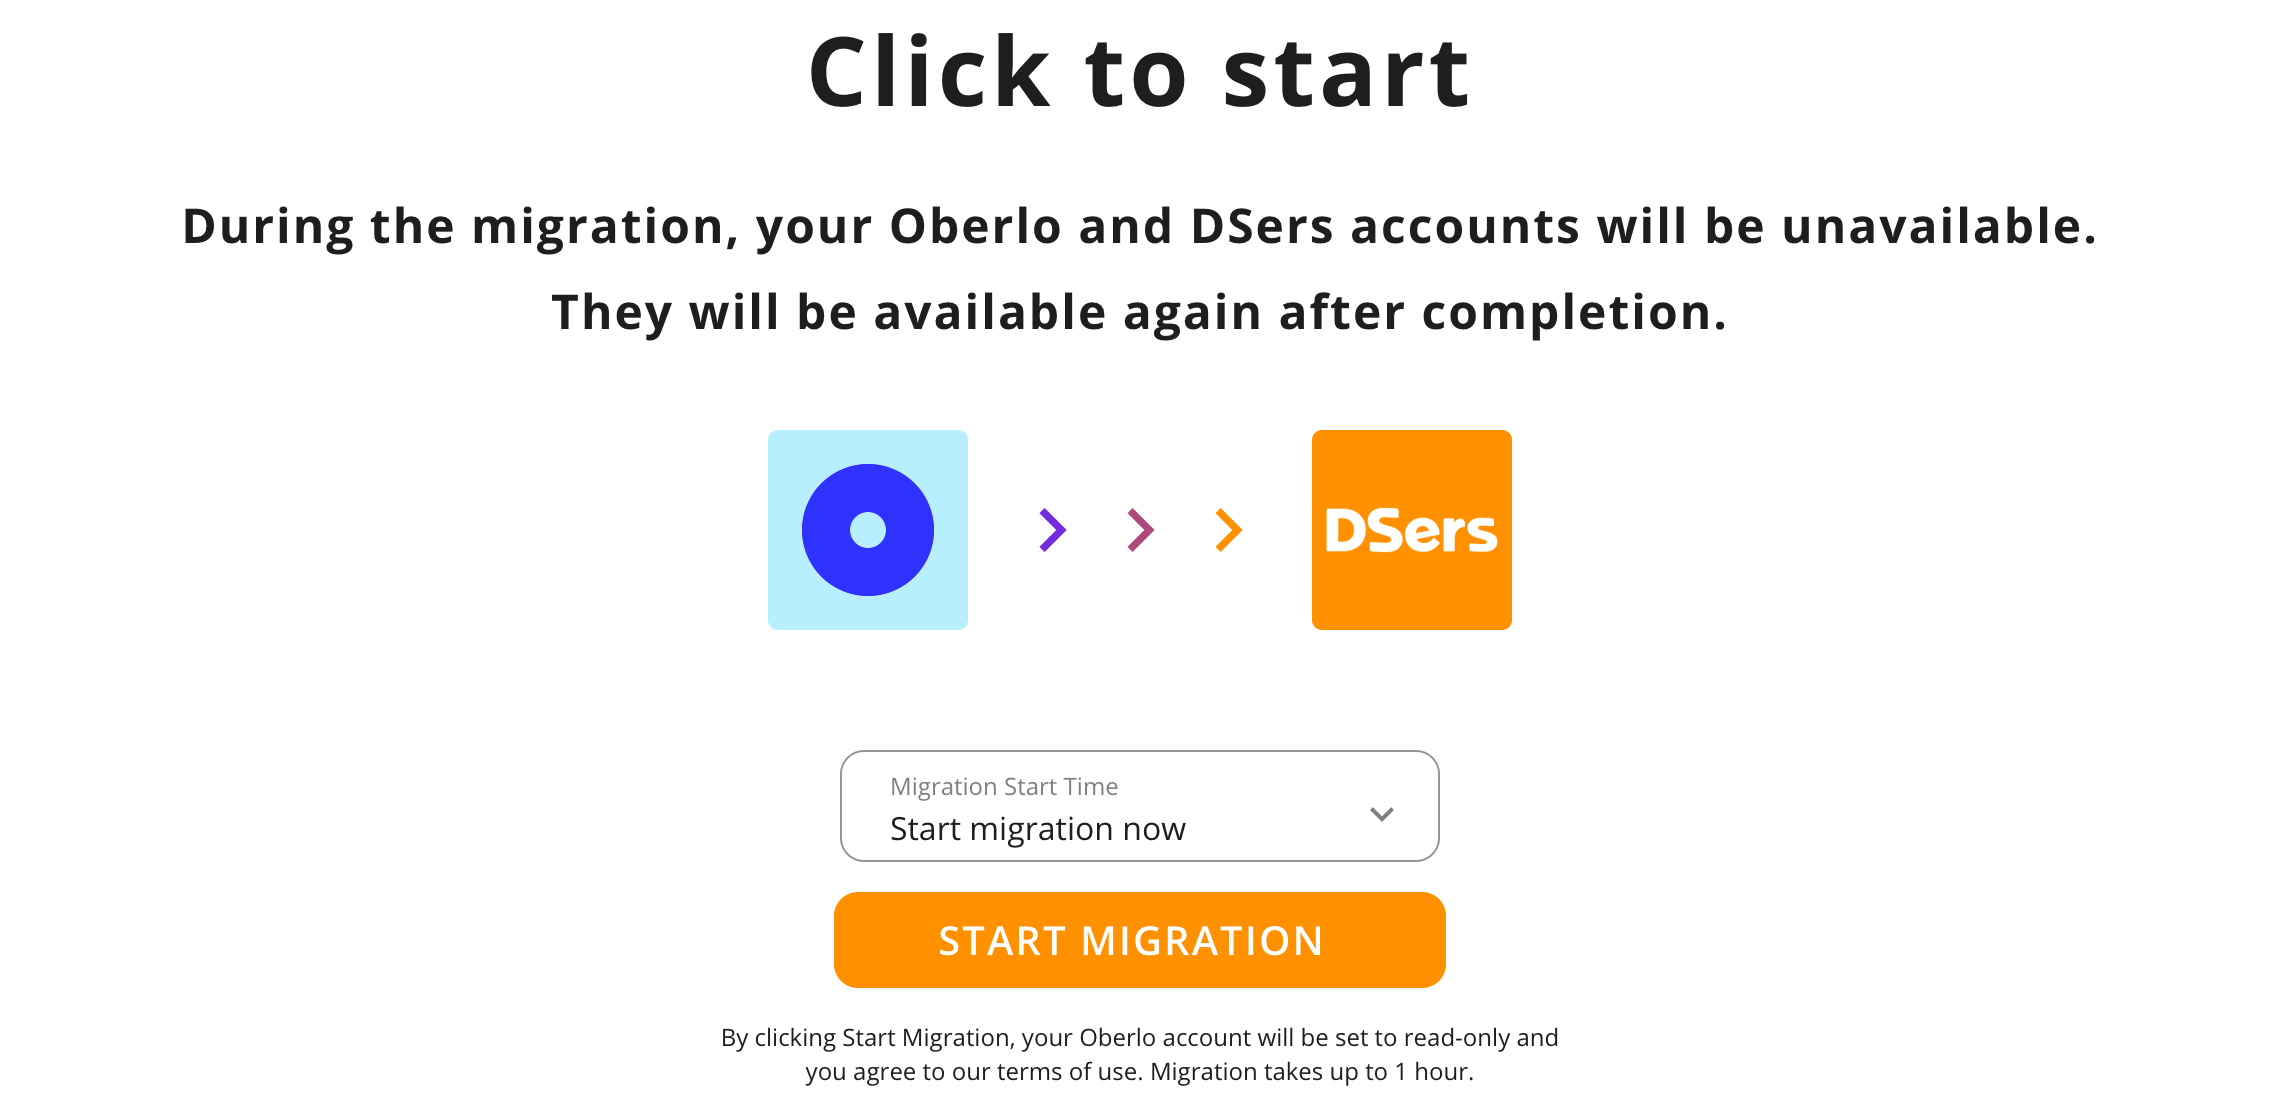 Click to start
During the migration, your Oberlo and DSers accounts will be unavailable.
They will be available again after completion.
DSers
Migration Start Time
Start migration now
START MIGRATION
By clicking Start Migration, your Oberlo account will be set to read-only and
you agree to our terms of use. Migration takes up to 1 hour.